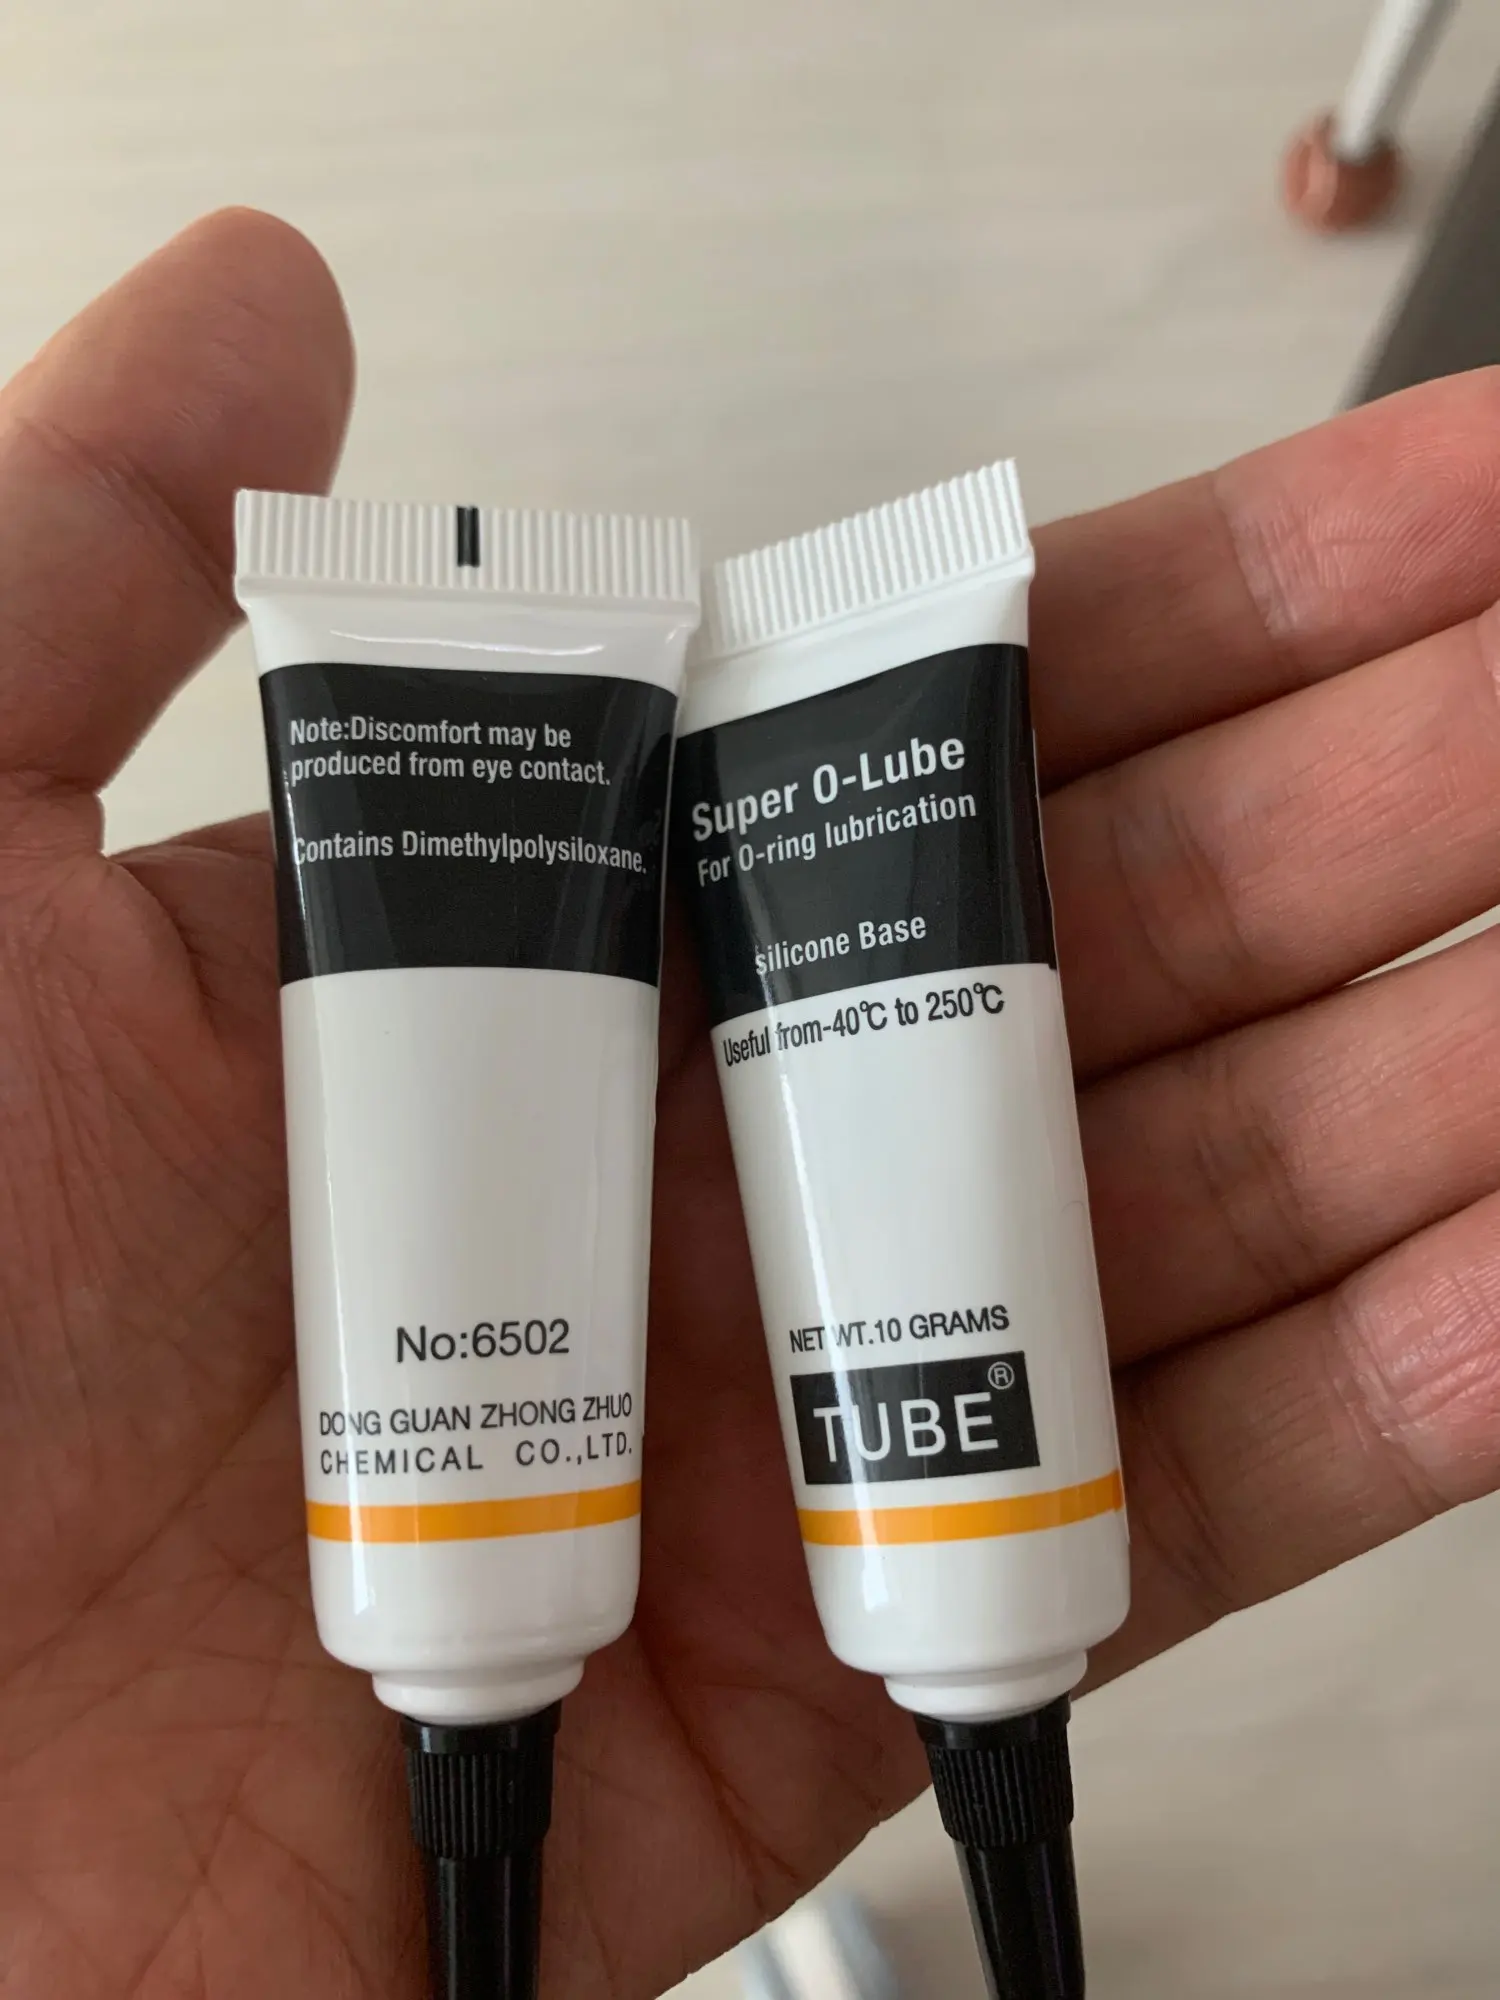 Note:Discomfort may be
produced from eye contact.
Contains Dimethylpolysiloxane.
No:6502
DONG GUAN ZHONG ZHUO
CHEMICAL CO.,LTD.
Super O-Lube
For O-ring lubrication
silicone Base
Useful from-40℃ to 250℃
NET WT.10 GRAMS
TUBE®